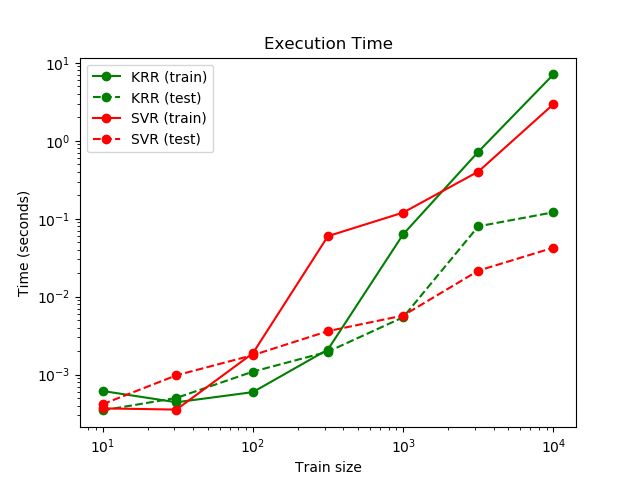 Execution Time
KRR (train)
KRR (test)
SVR (train)
SVR (test)
10¹
10⁰
10⁻¹
10⁻²
10⁻³
Time (seconds)
10¹ 10² 10³ 10⁴
Train size